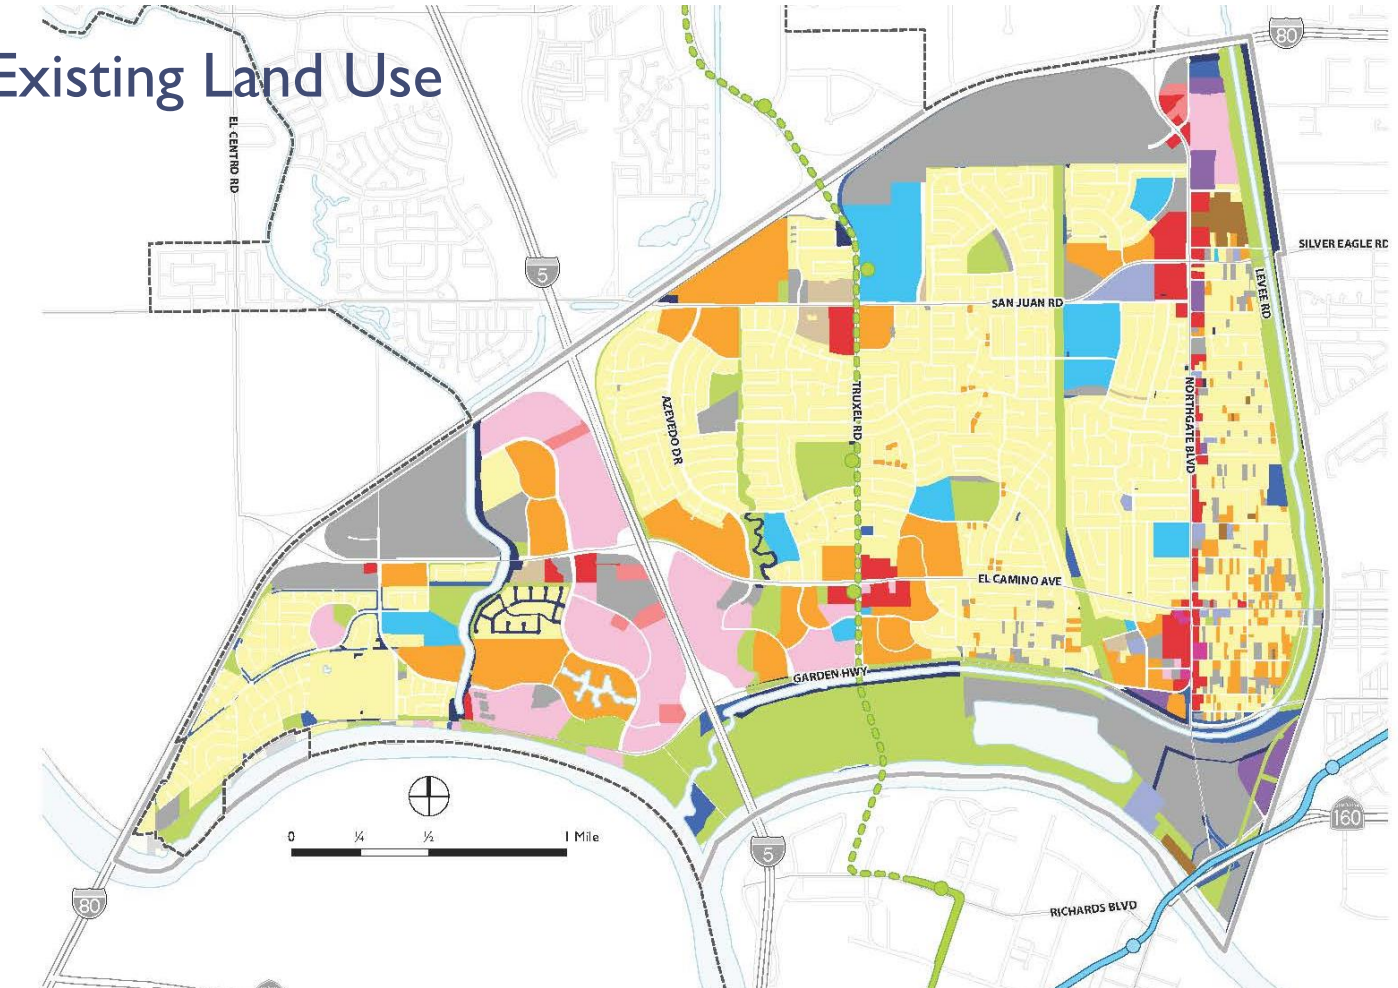 80
Existing Land Use
EL CENTRO RD
SILVER EAGLE RD
5
LEVEE RD
SAN JUAN RD
AZEVEDO DR
TRUXEL RD
NORTHGATE BLVD
EL CAMINO AVE
GARDEN HWY
0 ¼ ½ 1 Mile
160
5
80
RICHARDS BLVD